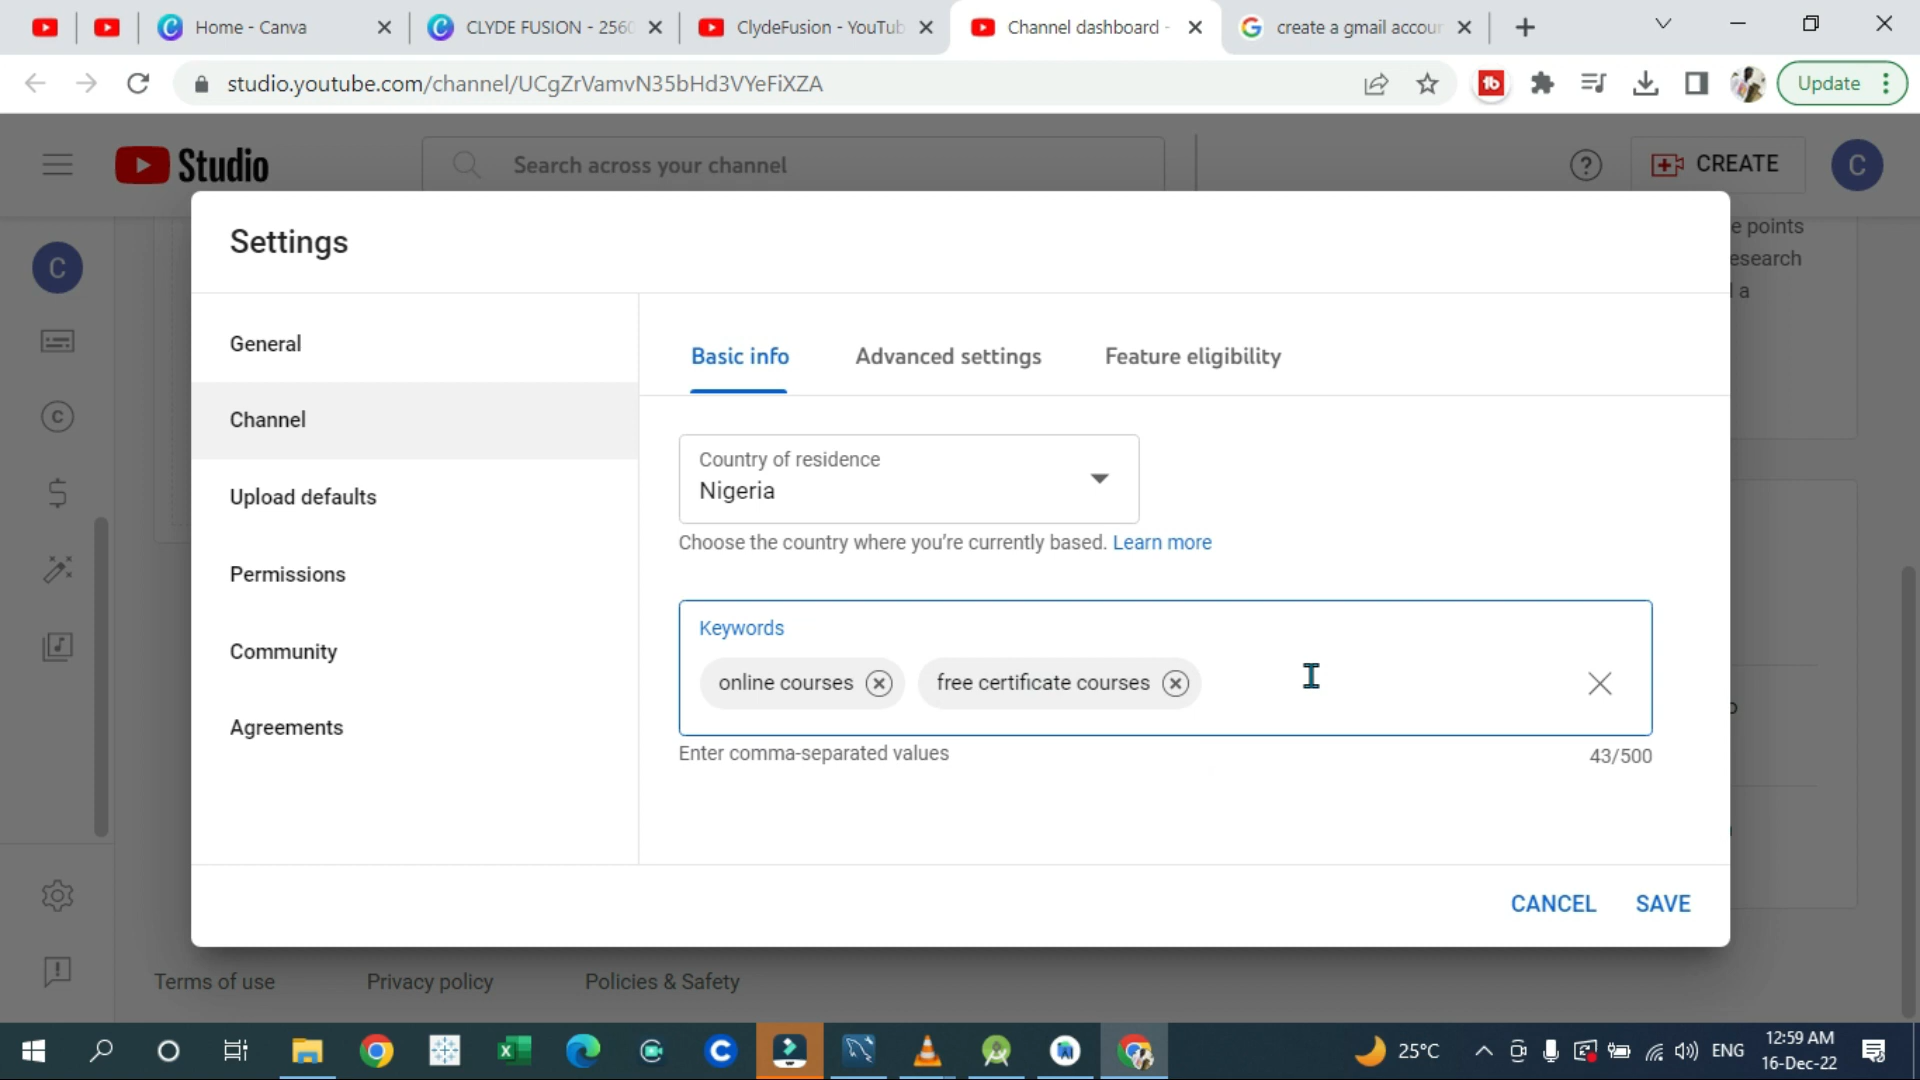 Home - Canva
CLYDE FUSION - 2560
ClydeFusion - YouTub
Channel dashboard -
create a gmail accour
studio.youtube.com/channel/UCgZrVamvN35bHd3VYeFiXZA
Update
Studio
Search across your channel
CREATE
C
C
e points
esearch
a
Settings
General
Channel
Upload defaults
Permissions
Community
Agreements
Basic info
Advanced settings
Feature eligibility
Country of residence
Nigeria
Choose the country where you're currently based. Learn more
Keywords
online courses
free certificate courses
Enter comma-separated values
43/500
CANCEL
SAVE
Terms of use
Privacy policy
Policies & Safety
25°C
ENG
12:59 AM
16-Dec-22